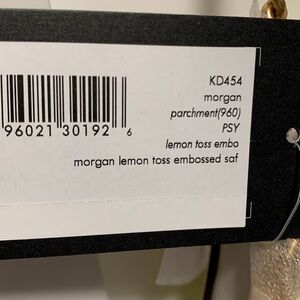 KD454
morgan
parchment(960)
PSY
lemon toss embo
morgan lemon toss embossed saf
96021 30192 6